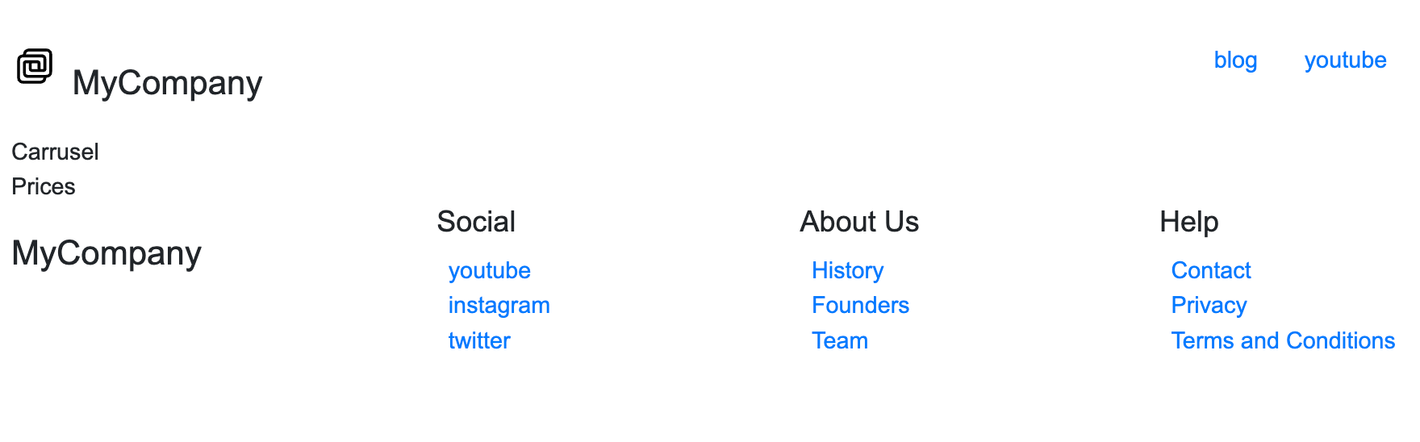 MyCompany
blog youtube
Carrusel
Prices
MyCompany
Social
youtube
instagram
twitter
About Us
History
Founders
Team
Help
Contact
Privacy
Terms and Conditions